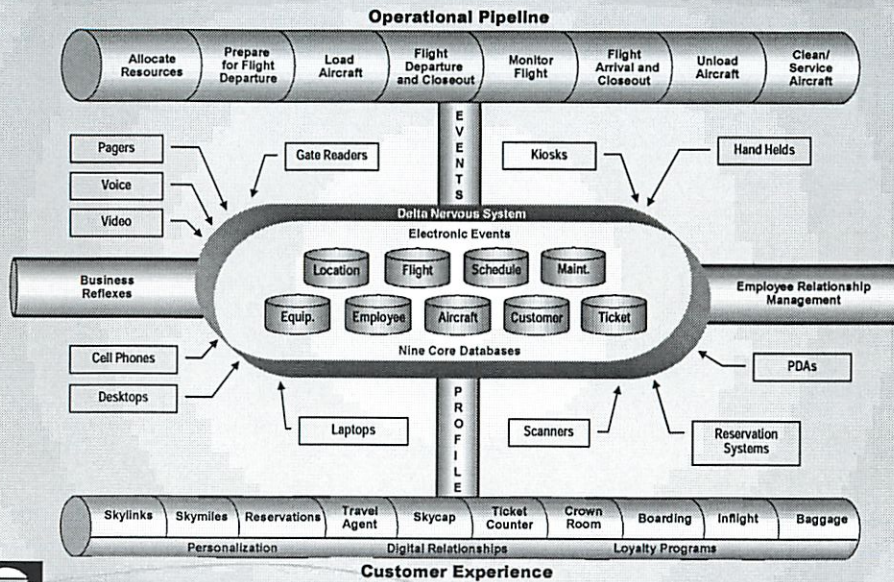 Operational Pipeline
Allocate
Resources
Prepare
for Flight
Departure
Load
Aircraft
Flight
Departure
and Closeout
Monitor
Flight
Flight
Arrival and
Closeout
Unload
Aircraft
Clean/
Service
Aircraft
EVENTS
Pagers
Voice
Video
Gate Readers
Kiosks
Hand Helds
Delta Nervous System
Electronic Events
Location
Flight
Schedule
Maint.
Business
Reflexes
Employee Relationship
Management
Equip.
Employee
Aircraft
Customer
Ticket
Nine Core Databases
Cell Phones
Desktops
Laptops
PROFILE
Scanners
Reservation
Systems
PDAs
Skylinks
Skymiles
Reservations
Travel
Agent
Skycap
Ticket
Counter
Crown
Room
Boarding
Inflight
Baggage
Personalization
Digital Relationships
Loyalty Programs
Customer Experience